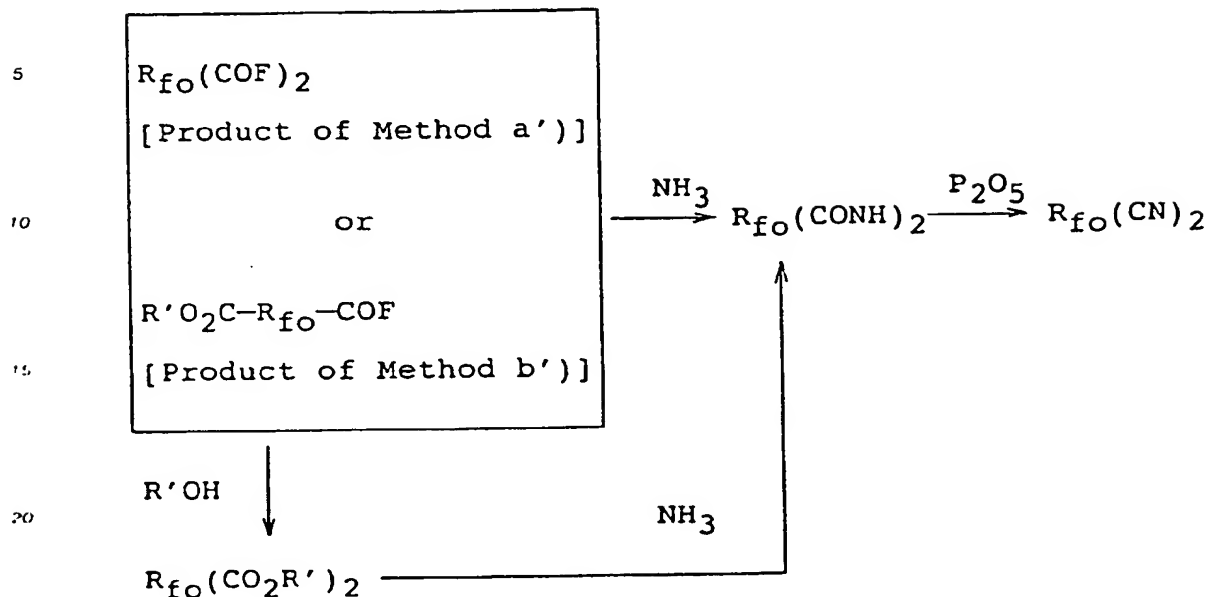 5 R_fo(COF)_2
[Product of Method a')]
10 or
NH_3
R_fo(CONH)_2
P_2O_5
R_fo(CN)_2
R'O_2C—R_fo—COF
15 [Product of Method b')]
R'OH
20 NH_3
R_fo(CO_2R')_2